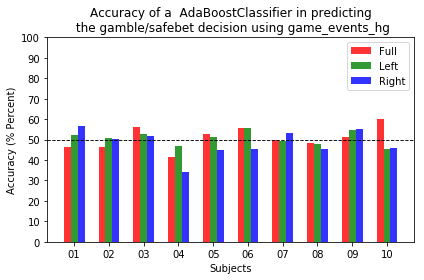 Accuracy of a AdaBoostClassifier in predicting
the gamble/safebet decision using game_events_hg
Full
Left
Right
Accuracy (% Percent)
100
90
80
70
60
50
40
30
20
10
0
01 02 03 04 05 06 07 08 09 10
Subjects